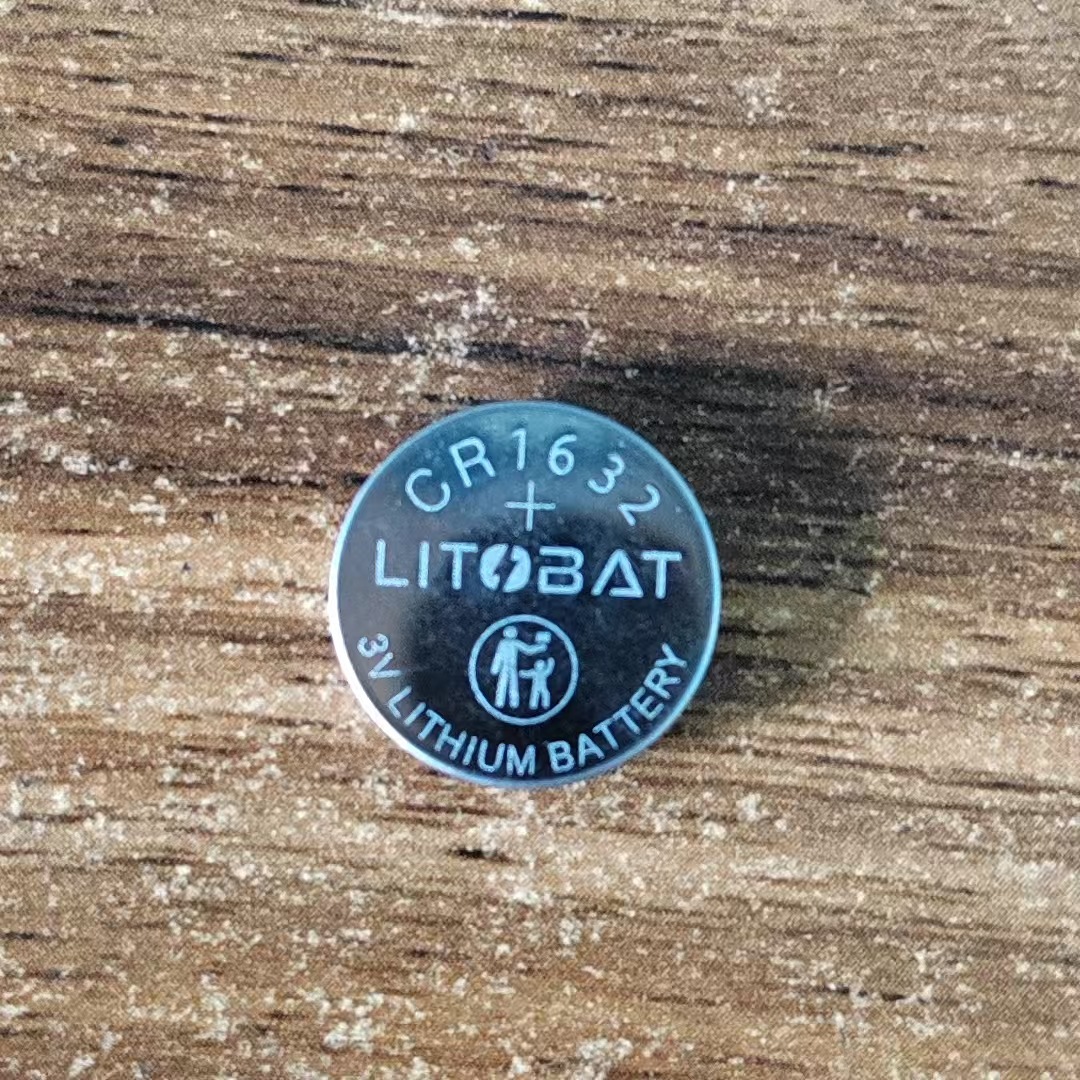 CR1632
+
LITOBAT
3V LITHIUM BATTERY